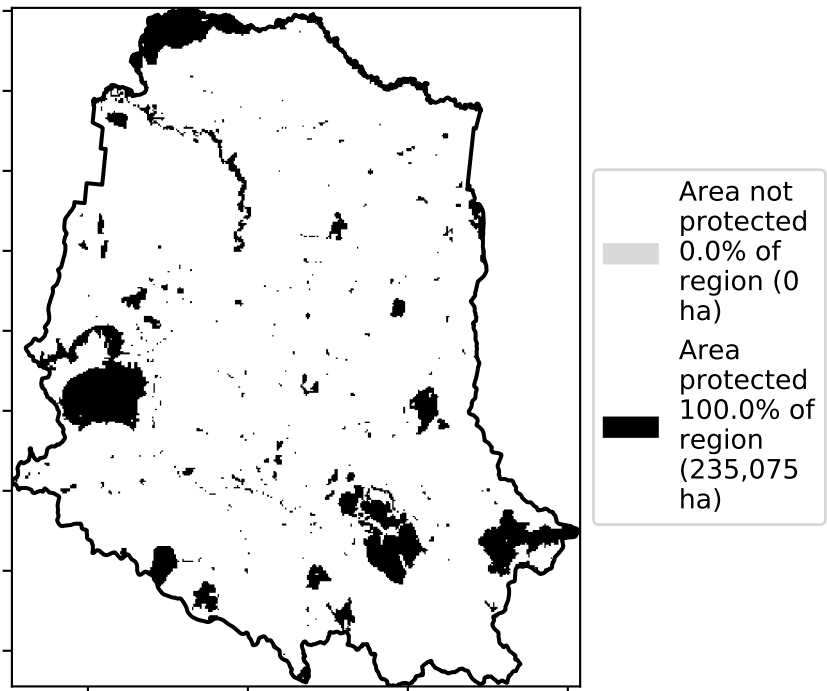 Area not
protected
0.0% of
region (0
ha)
Area
protected
100.0% of
region
(235,075
ha)